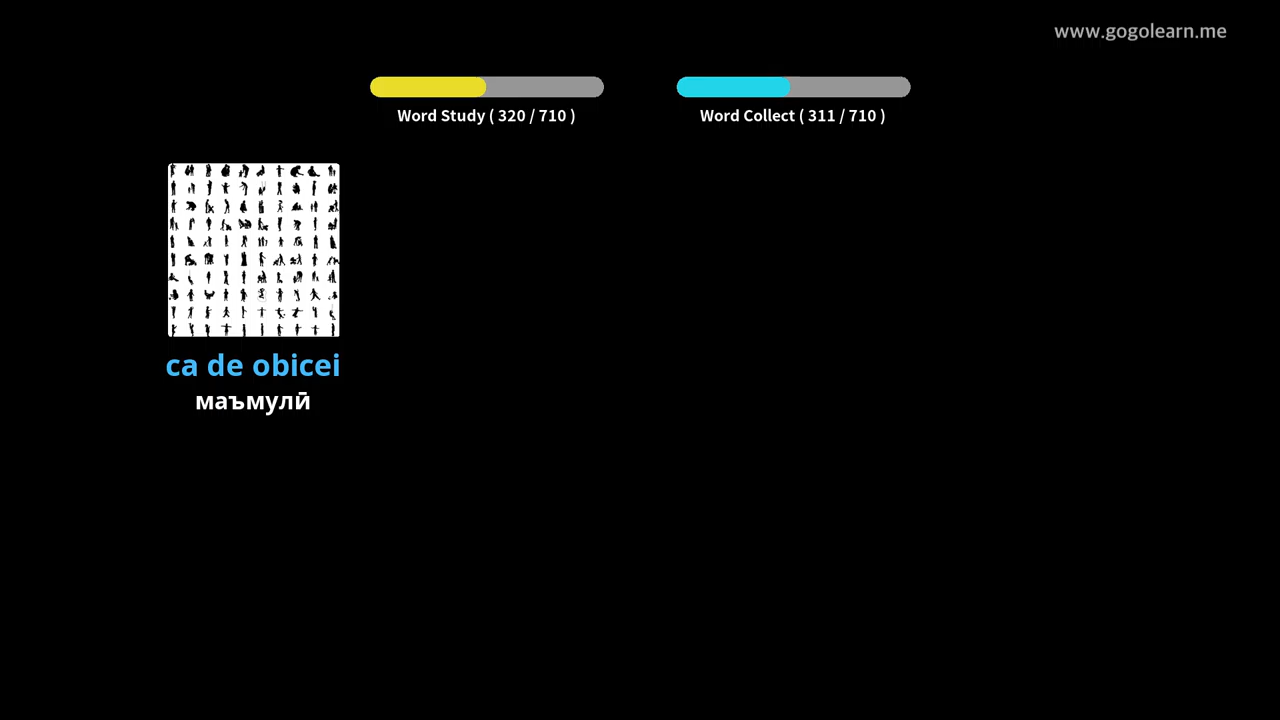 www.gogolearn.me
Word Study ( 320 / 710 )
Word Collect ( 311 / 710 )
ca de obicei
маъмулӣ